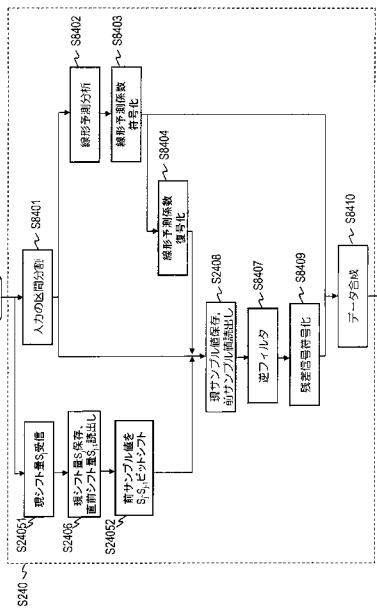 S240
S24051
現シフト量Sⱼ受信
S2406
現シフト量Sⱼ保存、
直前シフト量Sⱼ₋₁読出し
S24052
前サンプル値を
Sⱼ-Sⱼ₋₁ビットシフト
S8401
入力の区間分割
S8402
線形予測分析
S8403
線形予測係数
符号化
S8404
線形予測係数
復号化
S2408
現サンプル値保存、
前サンプル値読出し
S8407
逆フィルタ
S8409
残差信号符号化
S8410
データ合成